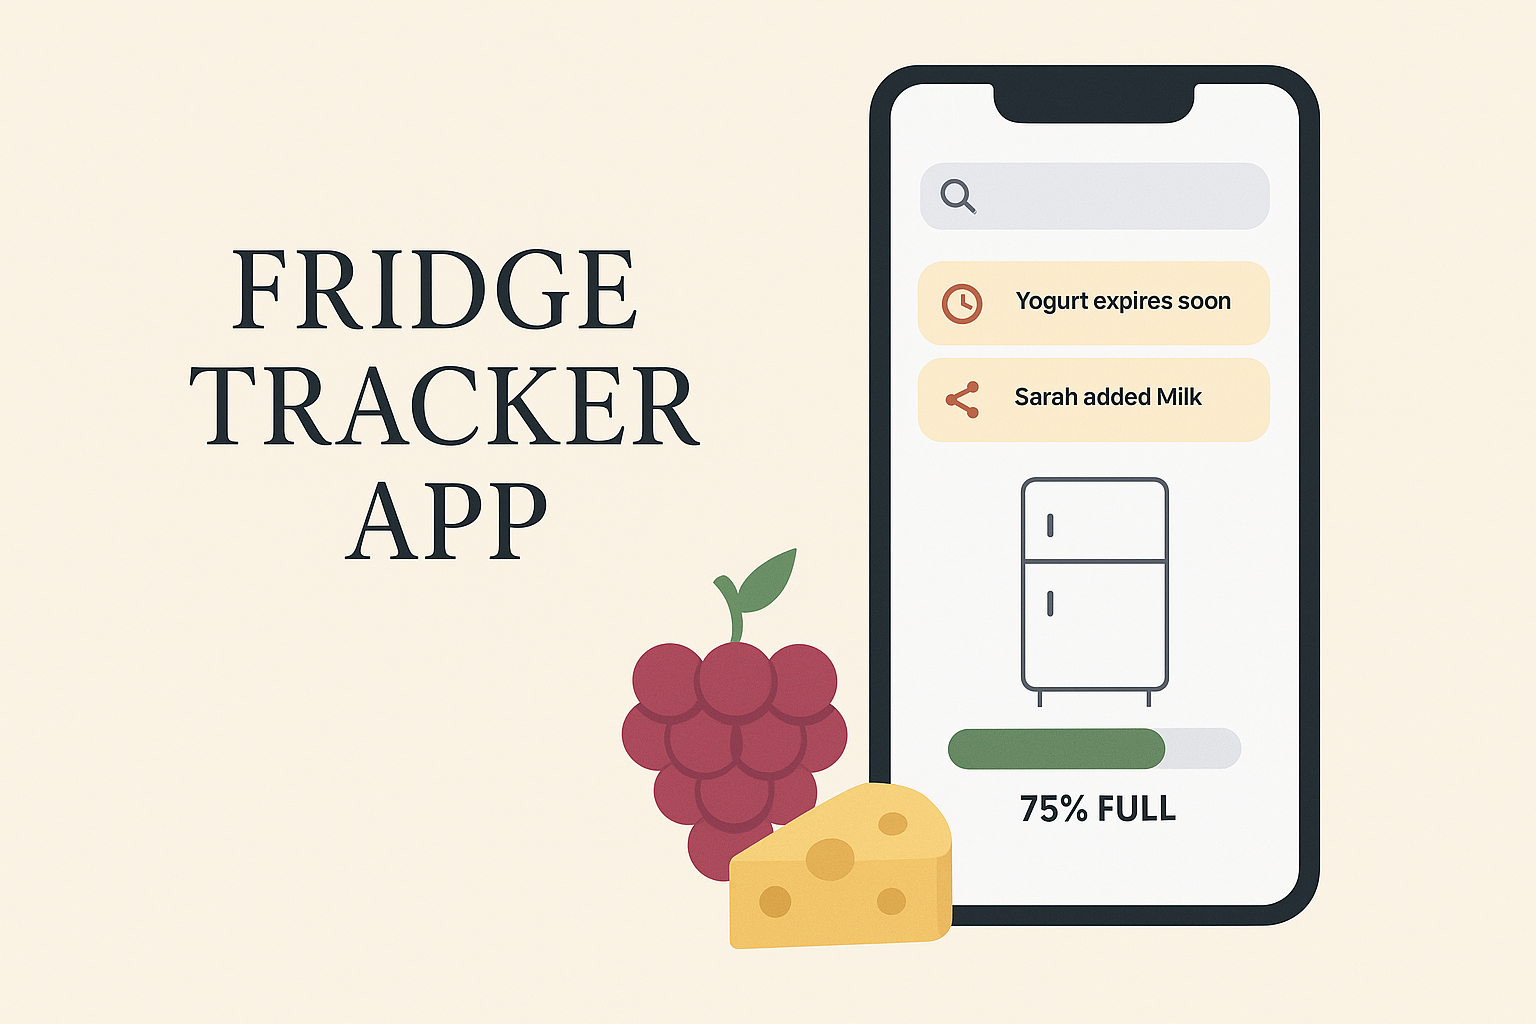 FRIDGE
TRACKER
APP
Yogurt expires soon
Sarah added Milk
75% FULL